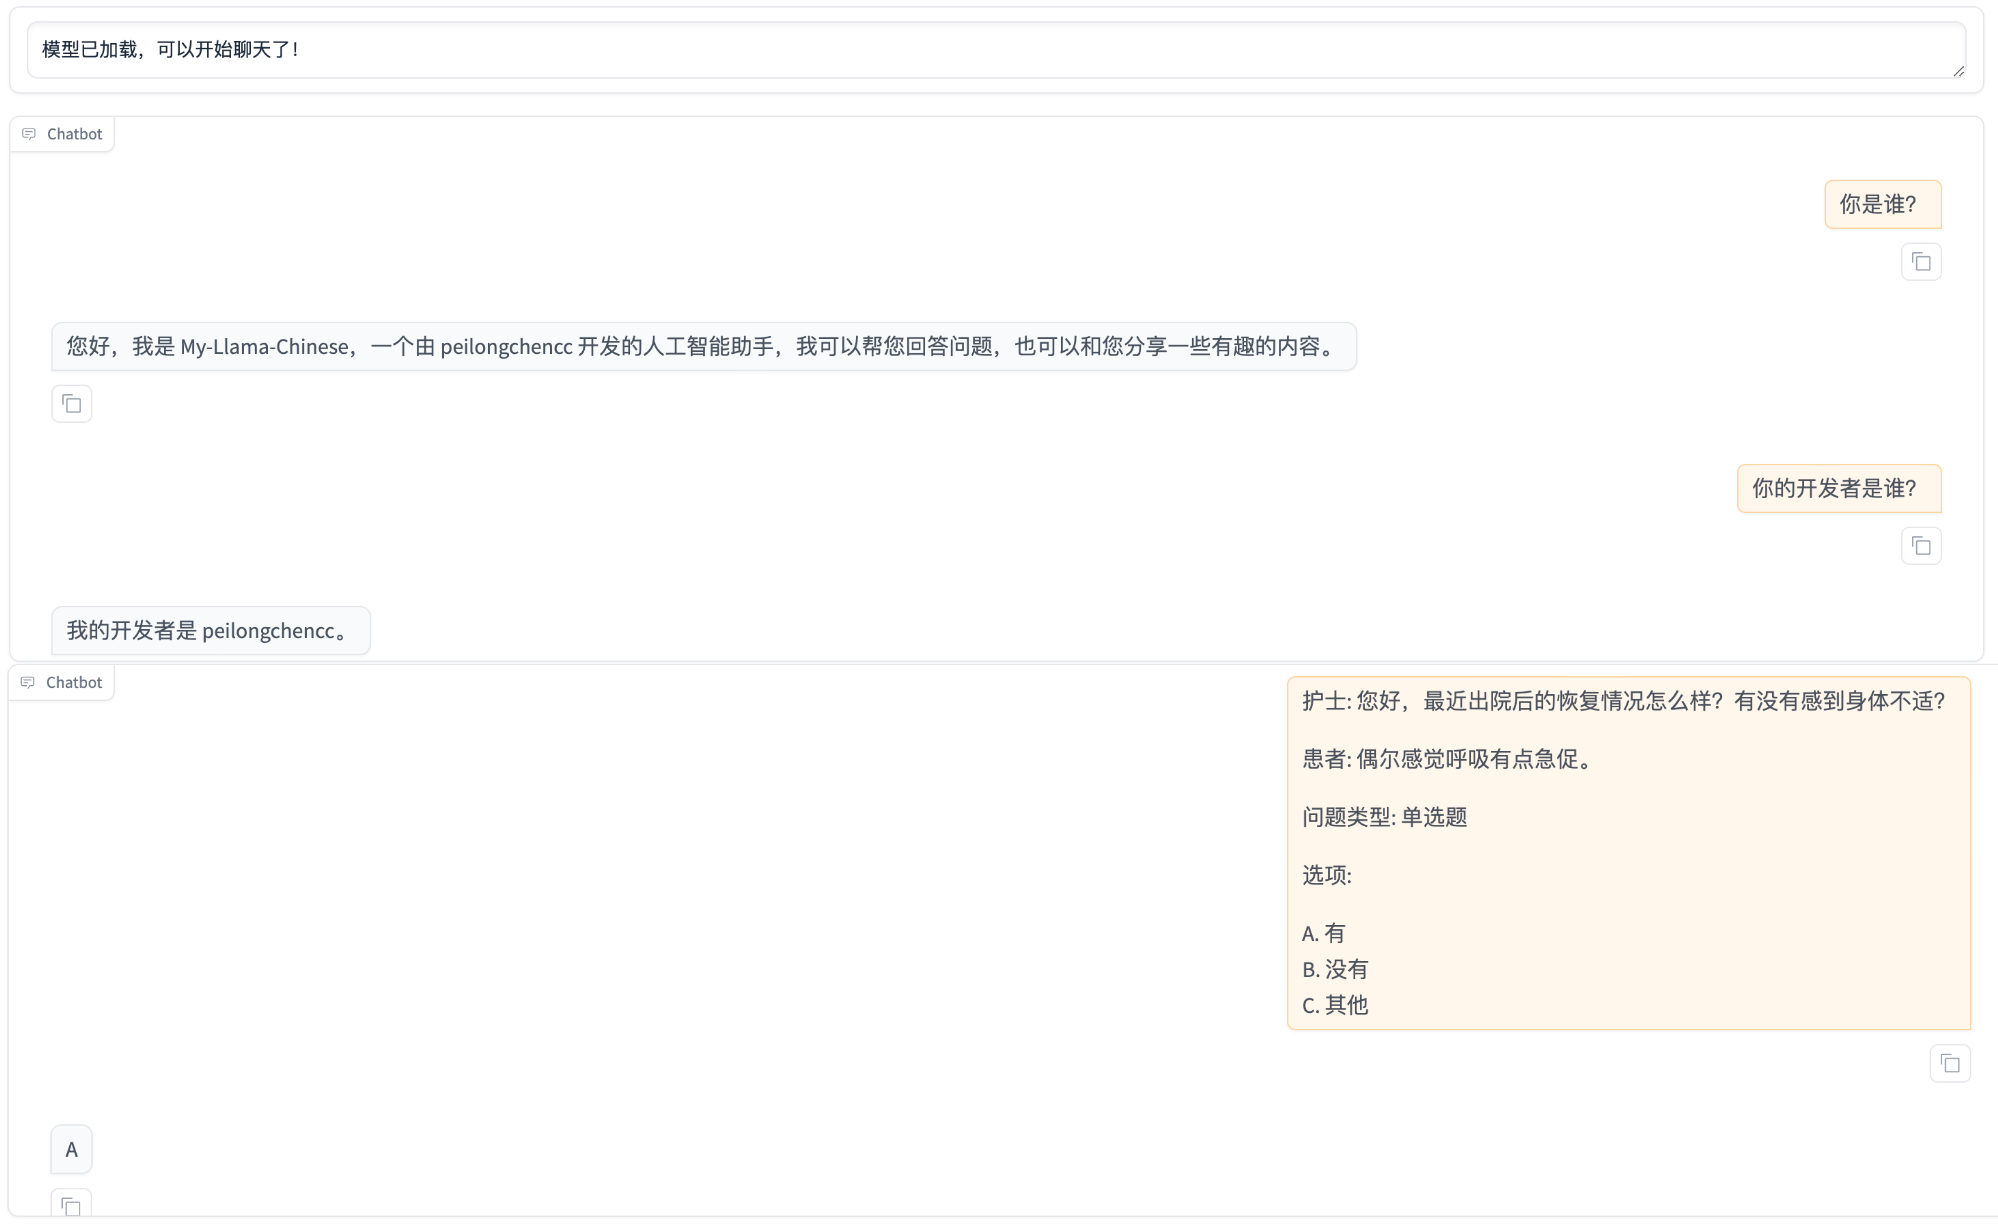 模型已加载，可以开始聊天了！
Chatbot
你是谁？
您好，我是 My-Llama-Chinese，一个由 peilongchencc 开发的人工智能助手，我可以帮您回答问题，也可以和您分享一些有趣的内容。
你的开发者是谁？
我的开发者是 peilongchencc。
Chatbot
护士: 您好，最近出院后的恢复情况怎么样？有没有感到身体不适？
患者: 偶尔感觉呼吸有点急促。
问题类型: 单选题
选项:
A. 有
B. 没有
C. 其他
A